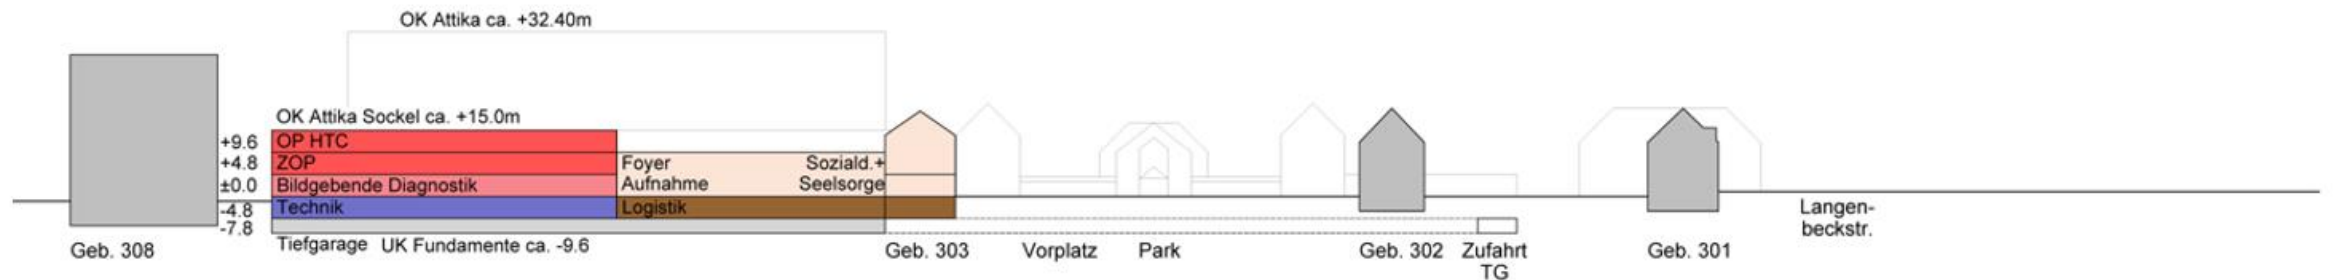 OK Attika ca. +32.40m
OK Attika Sockel ca. +15.0m
+9.6 OP HTC
+4.8 ZOP Foyer Soziald.+
±0.0 Bildgebende Diagnostik Aufnahme Seelsorge
-4.8 Technik Logistik
-7.8
Tiefgarage UK Fundamente ca. -9.6
Geb. 308 Geb. 303 Vorplatz Park Geb. 302 Zufahrt TG Geb. 301
Langen-
beckstr.